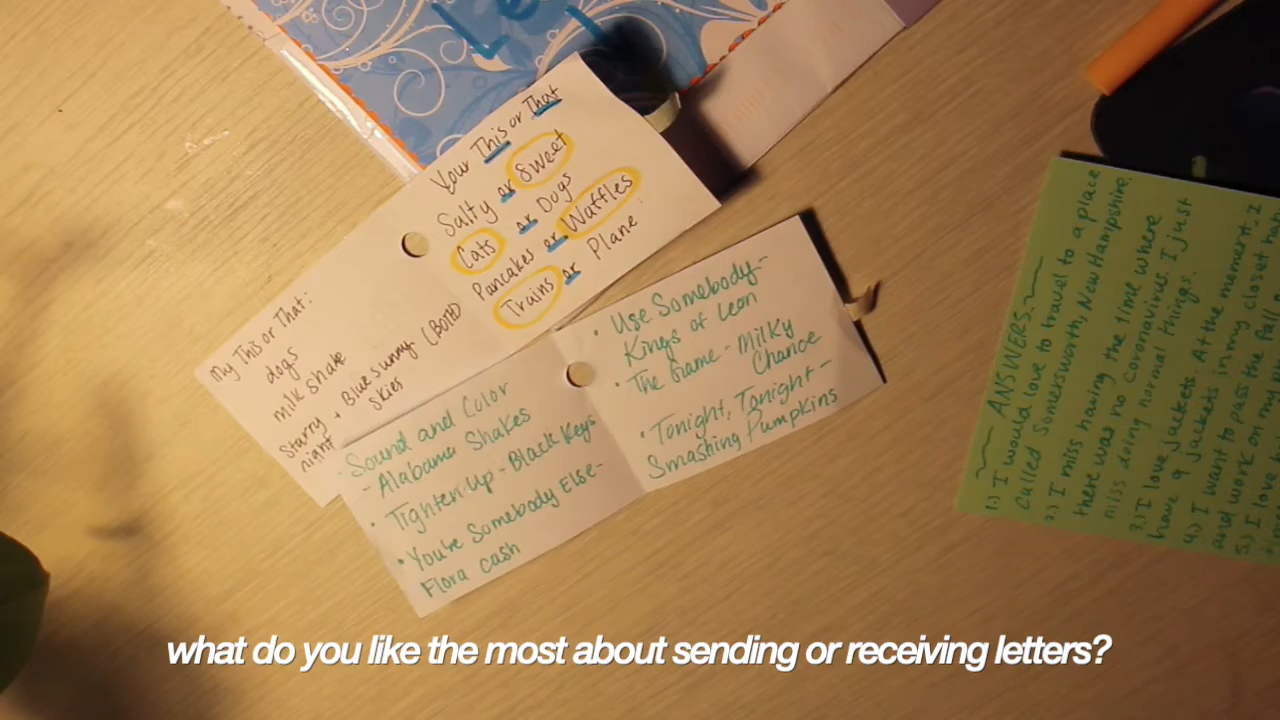 Your This or That
Salty or Sweet
Cats or Dogs
Pancakes or Waffles
Trains or Plane
My This or That:
dogs
milk shake
Starry + Blue sunny (BOTH)
night skies
Sound and Color
- Alabama Shakes
• Tighten Up - Black Keys
• You're Somebody Else -
Flora cash
• Use Somebody -
Kings of Leon
• The Game - Milky
Chance
• Tonight, Tonight -
Smashing Pumpkins
ANSWERS.
1.) I would love to travel to a place
called Somersworth, New Hampshire.
2.) I miss having the time where
there was no Coronavirus. I just
miss doing normal things.
3.) I love jackets. At the moment I
have 9 jackets in my closet
4.) I want to pass the fall
and work on my
5.) I love
what do you like the most about sending or receiving letters?